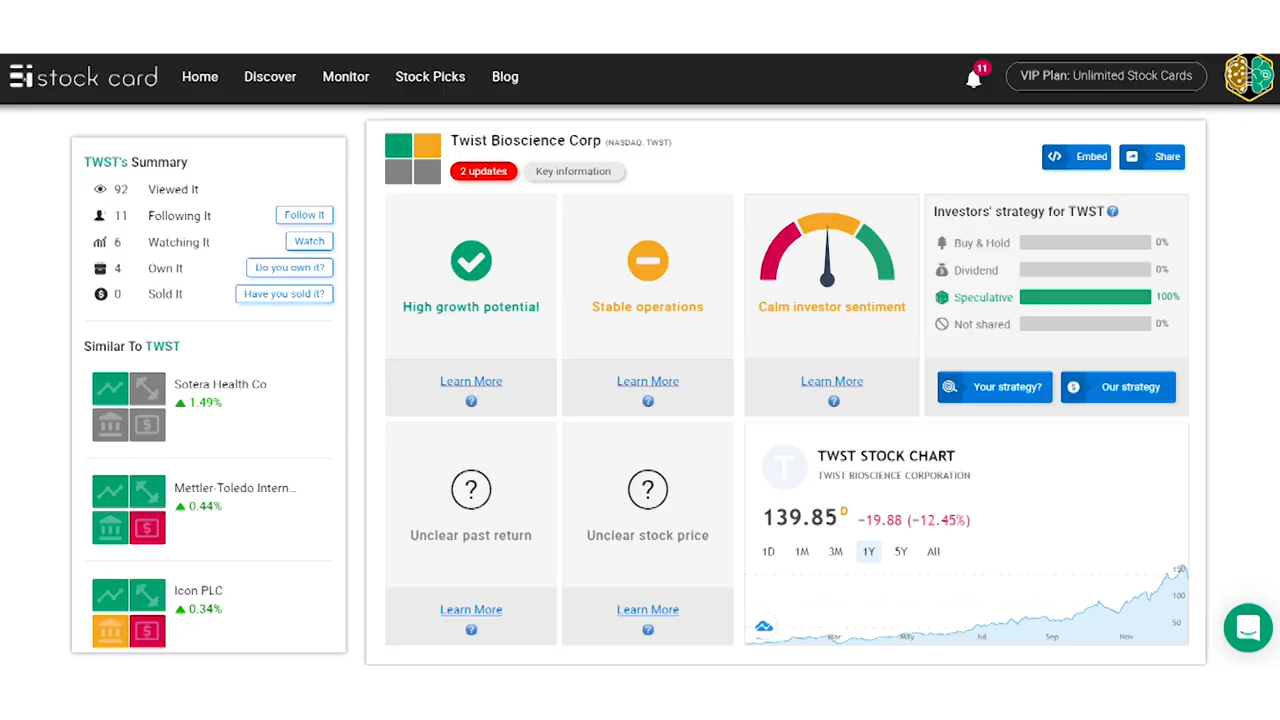 stock card
Home
Discover
Monitor
Stock Picks
Blog
11
VIP Plan: Unlimited Stock Cards
TWST's Summary
92 Viewed It
11 Following It Follow It
6 Watching It Watch
4 Own It Do you own it?
0 Sold It Have you sold it?
Similar To TWST
Sotera Health Co
1.49%
Mettler-Toledo Intern...
0.44%
Icon PLC
0.34%
Twist Bioscience Corp (NASDAQ. TWST)
2 updates Key information
Embed Share
High growth potential
Learn More
?
Stable operations
Learn More
?
Calm investor sentiment
Learn More
?
Investors' strategy for TWST ?
Buy & Hold 0%
Dividend 0%
Speculative 100%
Not shared 0%
Your strategy? Our strategy
?
Unclear past return
Learn More
?
?
Unclear stock price
Learn More
?
T
TWST STOCK CHART
TWIST BIOSCIENCE CORPORATION
139.85 D −19.88 (−12.45%)
1D 1M 3M 1Y 5Y All
150
100
50
Mar May Jul Sep Nov